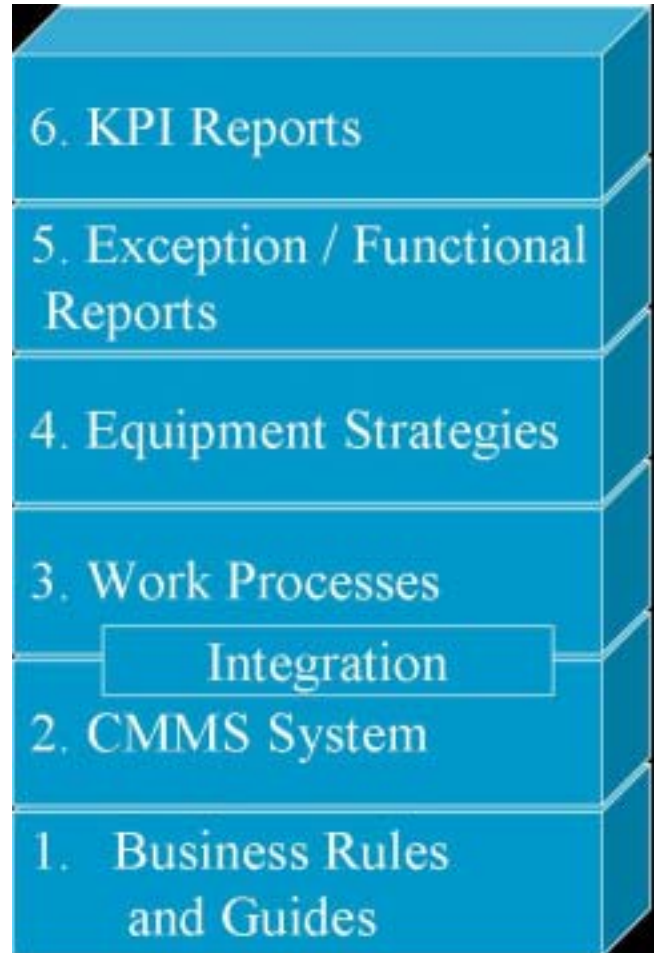 6. KPI Reports
5. Exception / Functional
Reports
4. Equipment Strategies
3. Work Processes
Integration
2. CMMS System
1. Business Rules
and Guides